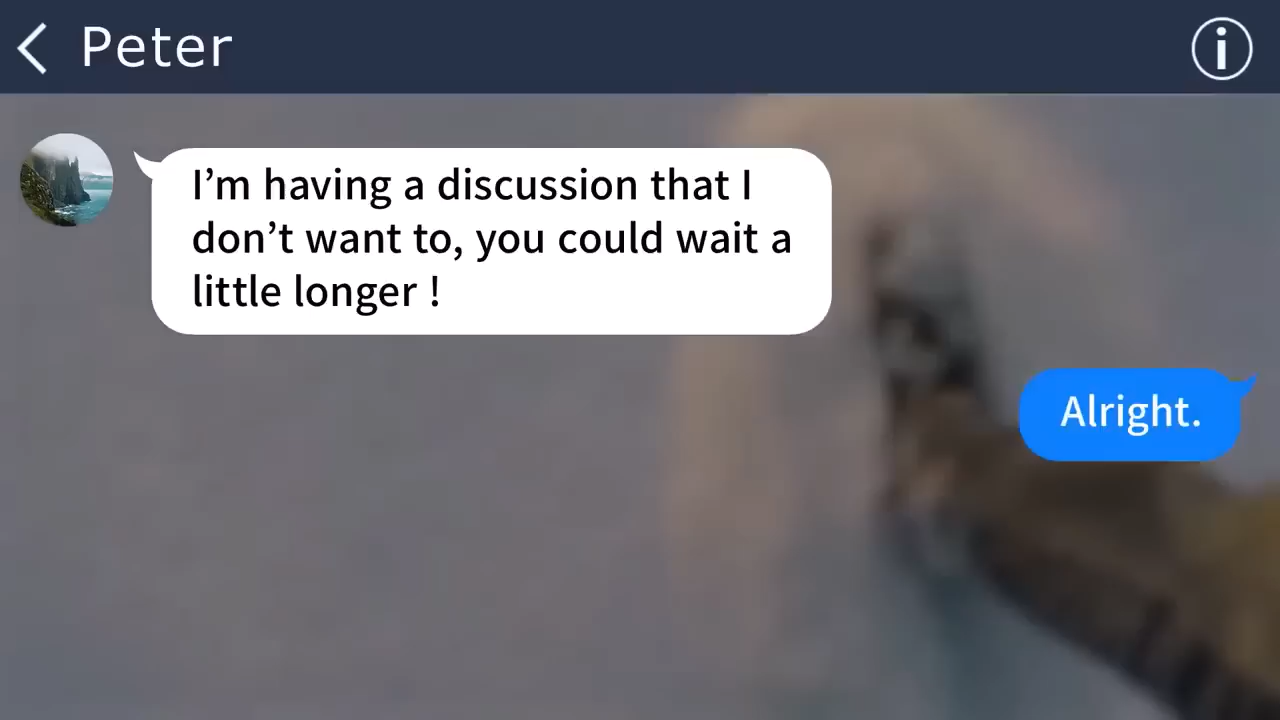 Peter
I’m having a discussion that I
don’t want to, you could wait a
little longer !
Alright.